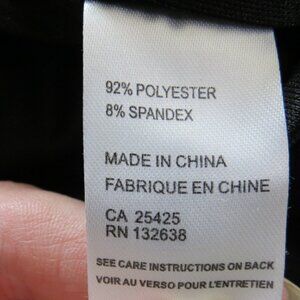 92% POLYESTER
8% SPANDEX
MADE IN CHINA
FABRIQUE EN CHINE
CA 25425
RN 132638
SEE CARE INSTRUCTIONS ON BACK
VOIR AU VERSO POUR L'ENTRETIEN